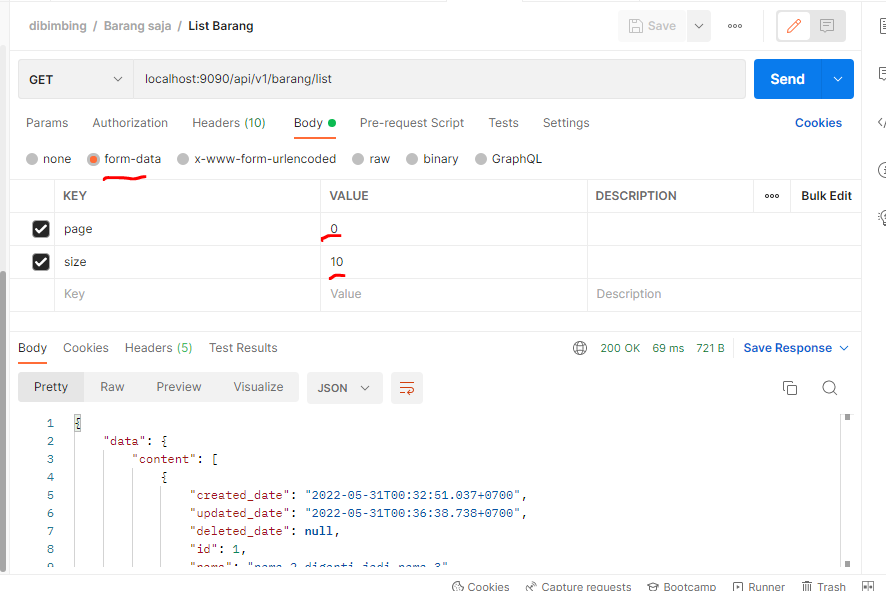 dibimbing / Barang saja / List Barang
Save
GET localhost:9090/api/v1/barang/list Send
Params Authorization Headers (10) Body Pre-request Script Tests Settings Cookies
none form-data x-www-form-urlencoded raw binary GraphQL
KEY VALUE DESCRIPTION Bulk Edit
page 0
size 10
Key Value Description
Body Cookies Headers (5) Test Results 200 OK 69 ms 721 B Save Response
Pretty Raw Preview Visualize JSON
1 {
2 "data": {
3 "content": [
4 {
5 "created_date": "2022-05-31T00:32:51.037+0700",
6 "updated_date": "2022-05-31T00:36:38.738+0700",
7 "deleted_date": null,
8 "id": 1,
9 "name": "nama 2 diganti jadi nama 3"
Cookies Capture requests Bootcamp Runner Trash